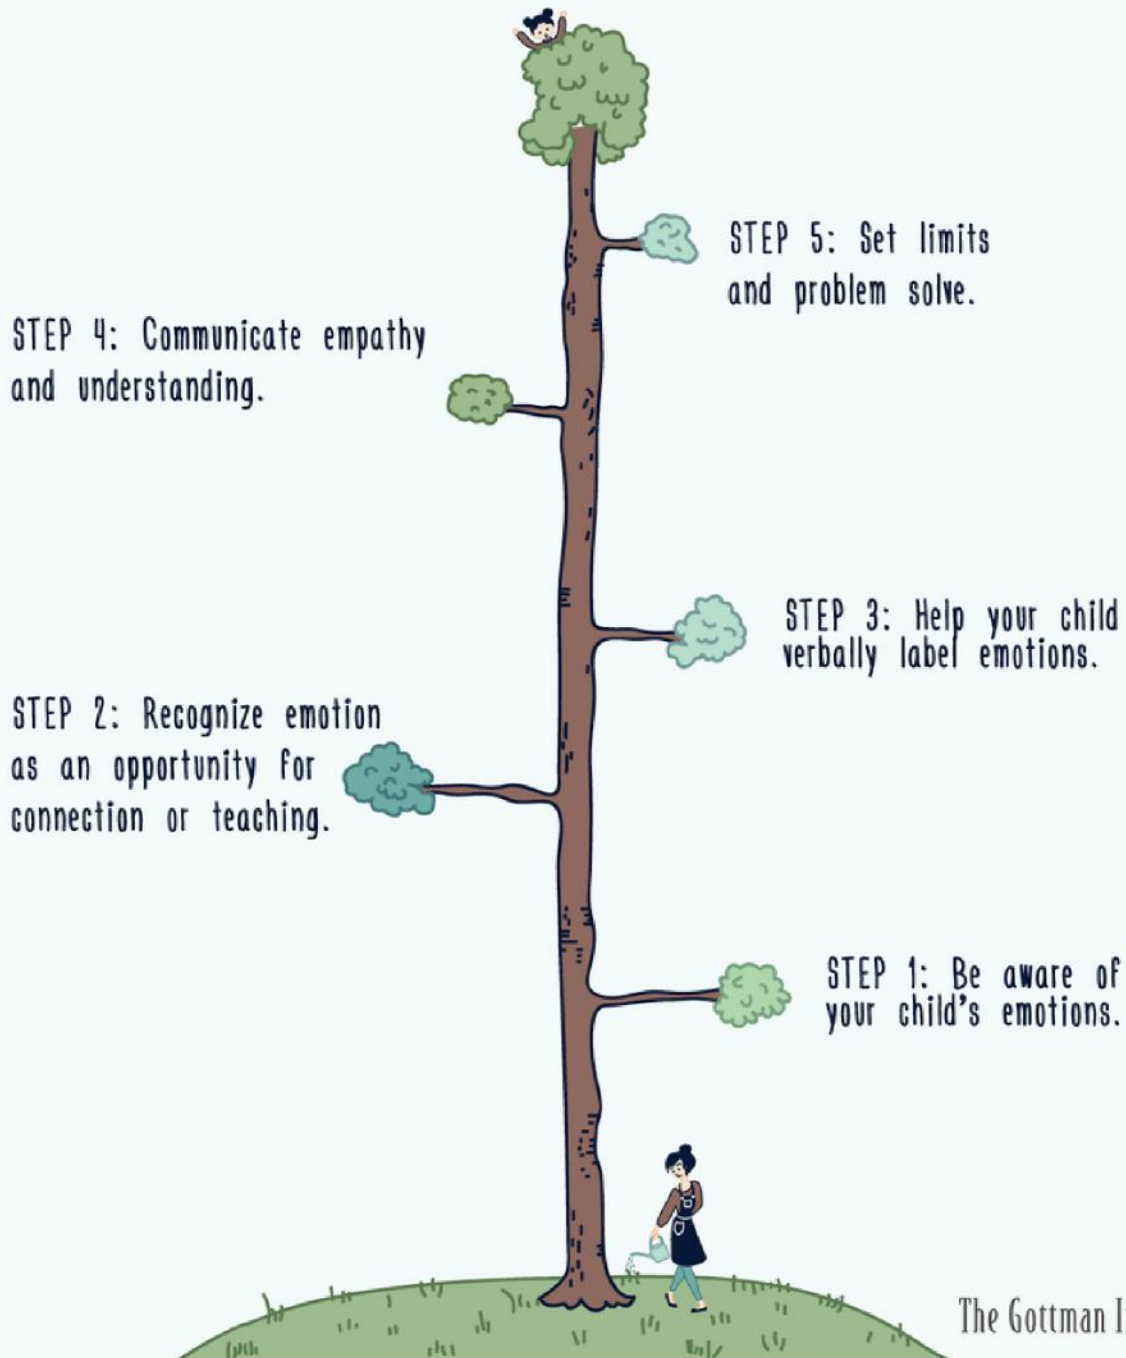 STEP 5: Set limits
and problem solve.
STEP 4: Communicate empathy
and understanding.
STEP 3: Help your child
verbally label emotions.
STEP 2: Recognize emotion
as an opportunity for
connection or teaching.
STEP 1: Be aware of
your child's emotions.
The Gottman